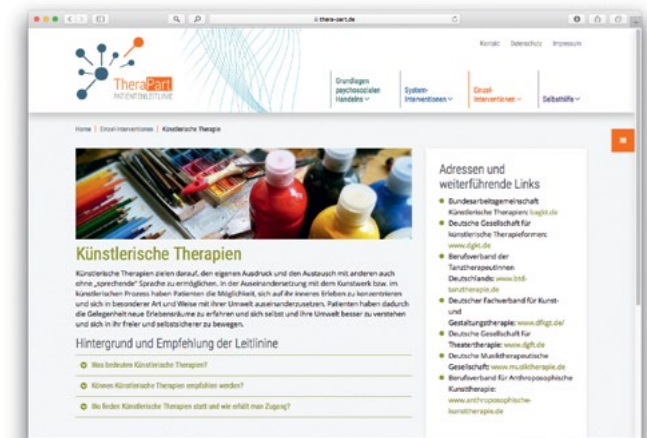 thera-part.de
Kontakt Datenschutz Impressum
TheraPart
PATIENTENLEITLINIE
Grundlagen
psychosozialen
Handelns
System-
Interventionen
Einzel-
Interventionen
Selbsthilfe
Home | Einzel-Interventionen | Künstlerische Therapie
Künstlerische Therapien
Künstlerische Therapien zielen darauf, den eigenen Ausdruck und den Austausch mit anderen auch
ohne „sprechende“ Sprache zu ermöglichen. In der Auseinandersetzung mit dem Kunstwerk bzw. im
künstlerischen Prozess haben Patienten die Möglichkeit, sich auf ihr inneres Erleben zu konzentrieren
und sich in besonderer Art und Weise mit ihrer Umwelt auseinanderzusetzen. Patienten haben dadurch
die Gelegenheit neue Erlebensräume zu erfahren und sich selbst und ihre Umwelt besser zu verstehen
und sich in ihr freier und selbstsicherer zu bewegen.
Hintergrund und Empfehlung der Leitlinie
Was bedeuten Künstlerische Therapien?
Können Künstlerische Therapien empfohlen werden?
Wo finden Künstlerische Therapien statt und wie erhält man Zugang?
Adressen und
weiterführende Links
Bundesarbeitsgemeinschaft
Künstlerische Therapien: bagkt.de
Deutsche Gesellschaft für
künstlerische Therapieformen:
www.dgkt.de
Berufsverband der
TanztherapeutInnen
Deutschlands: www.btd-
tanztherapie.de
Deutscher Fachverband für Kunst-
und
Gestaltungstherapie: www.dfkgt.de/
Deutsche Gesellschaft für
Theatertherapie: www.dgft.de
Deutsche Musiktherapeutische
Gesellschaft: www.musiktherapie.de
Berufsverband für Anthroposophische
Kunsttherapie:
www.anthroposophische-
kunsttherapie.de